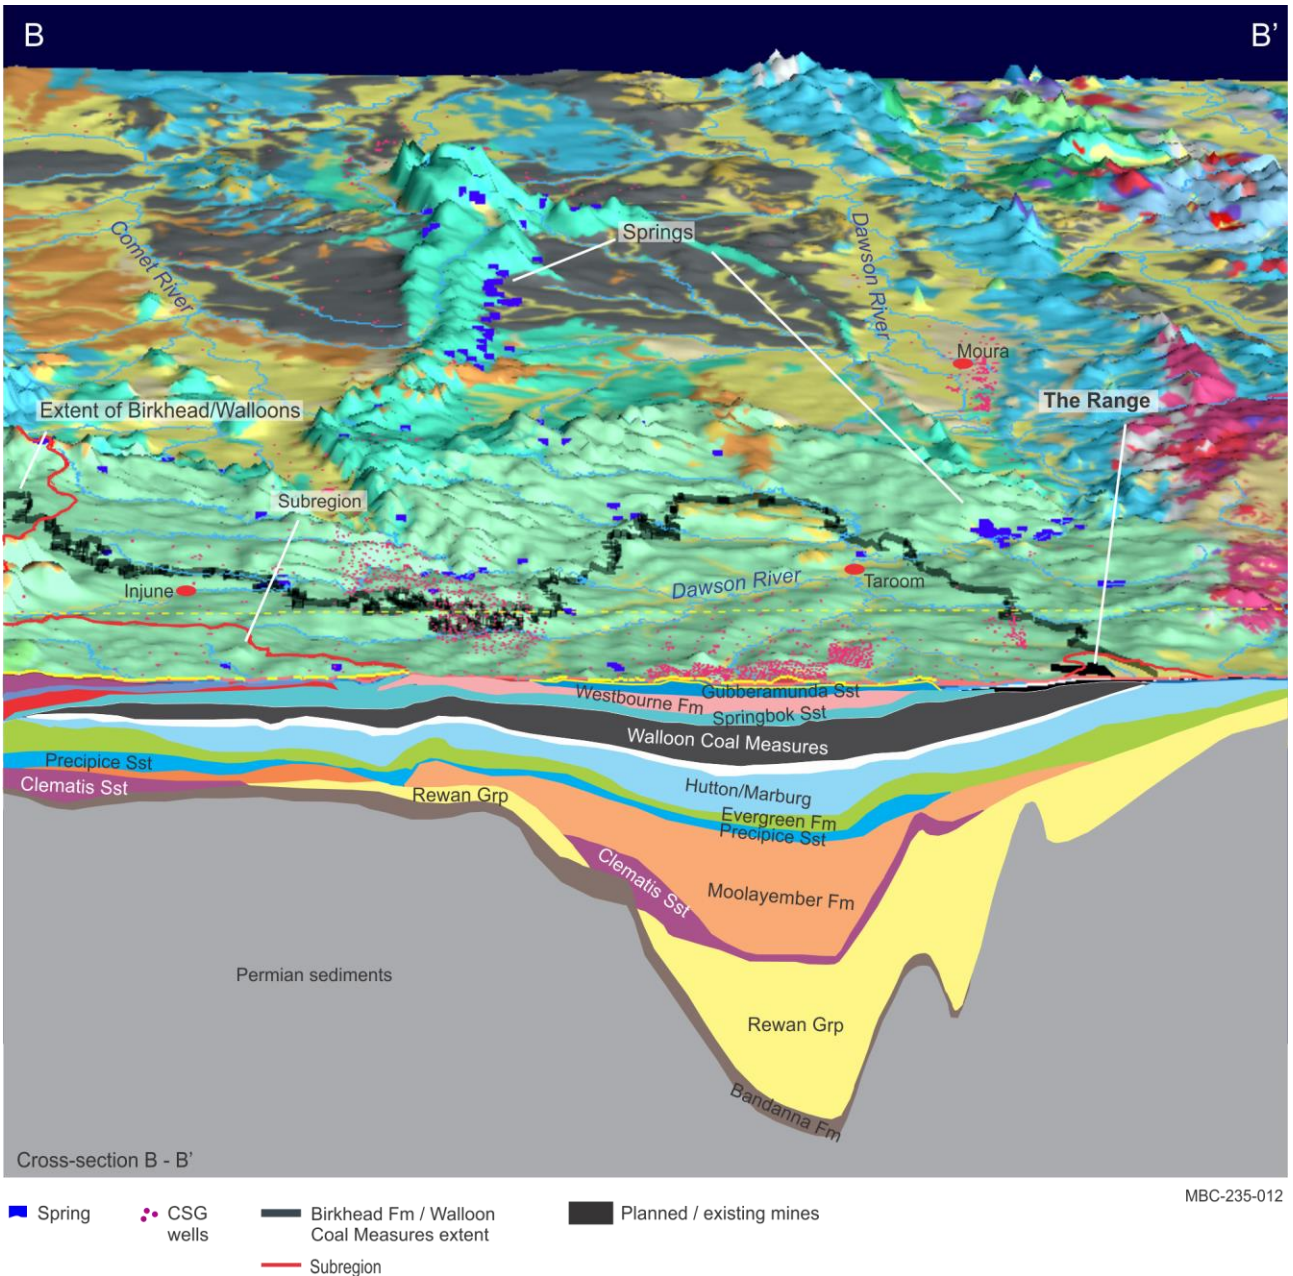 B
B’
Springs
Comet River
Dawson River
Moura
The Range
Extent of Birkhead/Walloons
Subregion
Injune
Dawson River
Taroom
Gubberamunda Sst
Westbourne Fm
Springbok Sst
Walloon Coal Measures
Precipice Sst
Clematis Sst
Rewan Grp
Hutton/Marburg
Evergreen Fm
Precipice Sst
Clematis Sst
Moolayember Fm
Permian sediments
Rewan Grp
Bandanna Fm
Cross-section B - B’
MBC-235-012
Spring
CSG
wells
Birkhead Fm / Walloon
Coal Measures extent
Subregion
Planned / existing mines